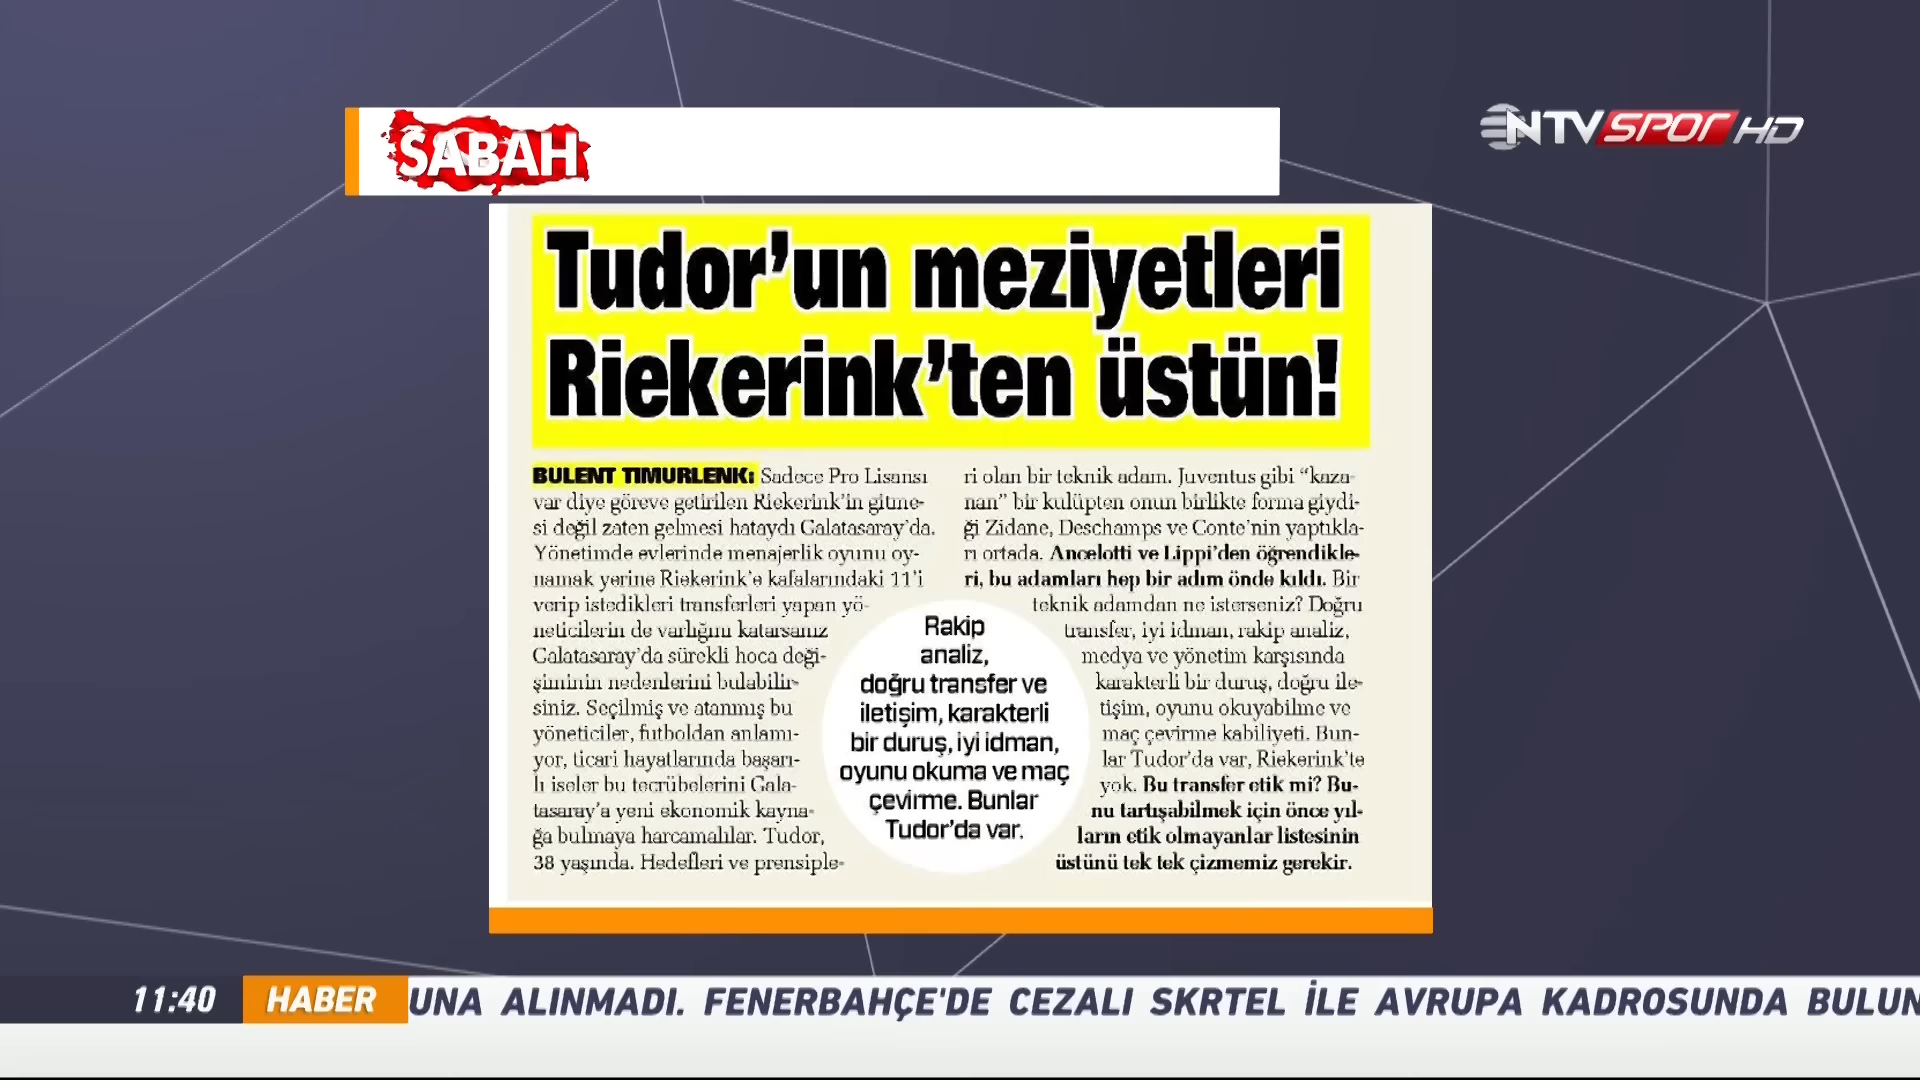 SABAH
NTVSPOR HD
Tudor’un meziyetleri
Riekerink’ten üstün!
BULENT TIMURLENK: Sadece Pro Lisansı
var diye göreve getirilen Riekerink’in gitme-
si değil zaten gelmesi hataydı Galatasaray’da.
Yönetimde evlerinde menajerlik oyunu oy-
namak yerine Riekerink’e kafalarındaki 11’i
verip istedikleri transferleri yapan yö-
neticilerin de varlığını katarsanız
Galatasaray’da sürekli hoca deği-
şiminin nedenlerini bulabilir-
siniz. Seçilmiş ve atanmış bu
yöneticiler, futboldan anlamı-
yor, ticari hayatlarında başarı-
lı iseler bu tecrübelerini Gala-
tasaray’a yeni ekonomik kayna-
ğa bulmaya harcamalılar. Tudor,
38 yaşında. Hedefleri ve prensiple-
ri olan bir teknik adam. Juventus gibi “kaza-
nan” bir kulüpten onun birlikte forma giydi-
ği Zidane, Deschamps ve Conte’nin yaptıkla-
rı ortada. Ancelotti ve Lippi’den öğrendikle-
ri, bu adamları hep bir adım önde kıldı. Bir
teknik adamdan ne isterseniz? Doğru
transfer, iyi idman, rakip analiz,
medya ve yönetim karşısında
karakterli bir duruş, doğru ile-
tişim, oyunu okuyabilme ve
maç çevirme kabiliyeti. Bun-
lar Tudor’da var, Riekerink’te
yok. Bu transfer etik mi? Bu-
nu tartışabilmek için önce yıl-
ların etik olmayanlar listesinin
üstünü tek tek çizmemiz gerekir.
Rakip
analiz,
doğru transfer ve
iletişim, karakterli
bir duruş, iyi idman,
oyunu okuma ve maç
çevirme. Bunlar
Tudor’da var.
11:40 HABER UNA ALINMADI. FENERBAHÇE'DE CEZALI SKRTEL İLE AVRUPA KADROSUNDA BULUN